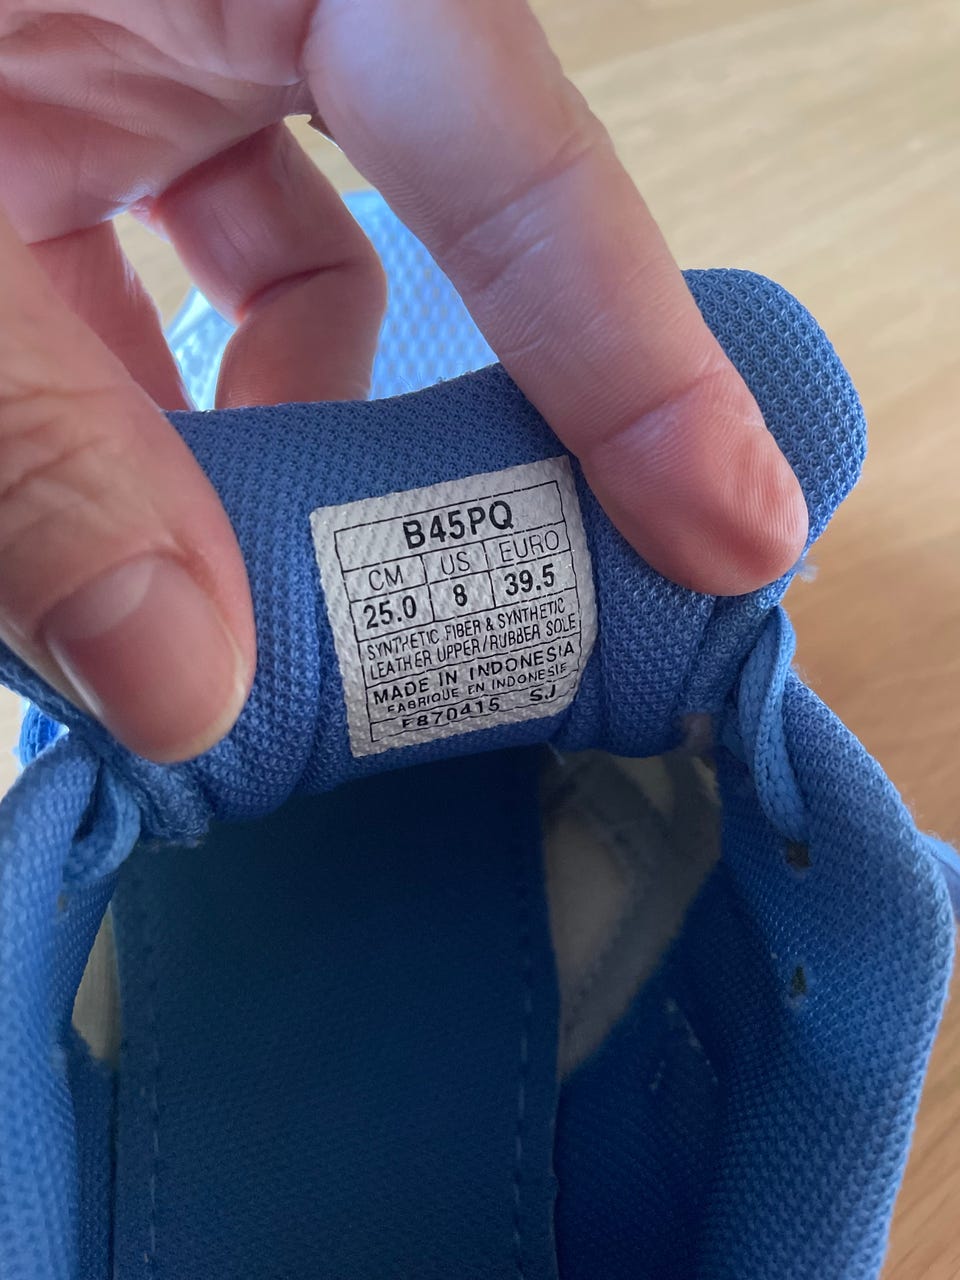 B45PQ
CM US EURO
25.0 8 39.5
SYNTHETIC FIBER & SYNTHETIC
LEATHER UPPER/RUBBER SOLE
MADE IN INDONESIA
FABRIQUE EN INDONESIE
F870415 SJ